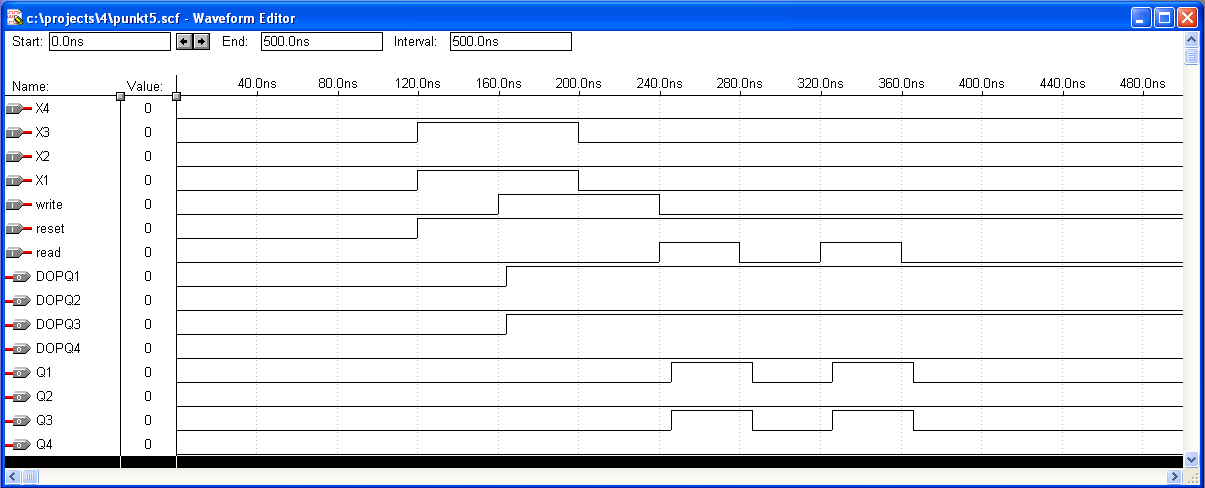 c:\projects\4\punkt5.scf - Waveform Editor
Start: 0.0ns End: 500.0ns Interval: 500.0ns
Name: Value: 40.0ns 80.0ns 120.0ns 160.0ns 200.0ns 240.0ns 280.0ns 320.0ns 360.0ns 400.0ns 440.0ns 480.0ns
X4 0
X3 0
X2 0
X1 0
write 0
reset 0
read 0
DOPQ1 0
DOPQ2 0
DOPQ3 0
DOPQ4 0
Q1 0
Q2 0
Q3 0
Q4 0